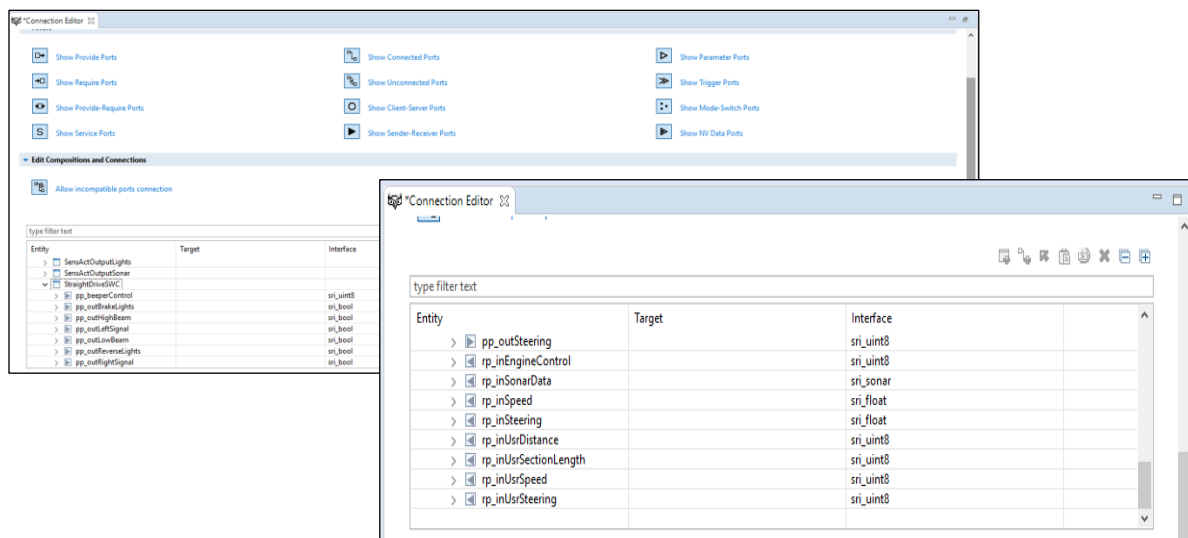 *Connection Editor
Show Provide Ports
Show Connected Ports
Show Parameter Ports
Show Require Ports
Show Unconnected Ports
Show Trigger Ports
Show Provide-Require Ports
Show Client-Server Ports
Show Mode-Switch Ports
S Show Service Ports
Show Sender-Receiver Ports
Show NV Data Ports
Edit Compositions and Connections
Allow incompatible ports connection
type filter text
Entity Target Interface
SensActOutputLights
SensActOutputSonar
StraightDriveSWC
pp_beeperControl sri_uint8
pp_outBrakeLights sri_bool
pp_outHighBeam sri_bool
pp_outLeftSignal sri_bool
pp_outLowBeam sri_bool
pp_outReverseLights sri_bool
pp_outRightSignal sri_bool
*Connection Editor
type filter text
Entity Target Interface
pp_outSteering sri_uint8
rp_inEngineControl sri_uint8
rp_inSonarData sri_sonar
rp_inSpeed sri_float
rp_inSteering sri_float
rp_inUsrDistance sri_uint8
rp_inUsrSectionLength sri_uint8
rp_inUsrSpeed sri_uint8
rp_inUsrSteering sri_uint8